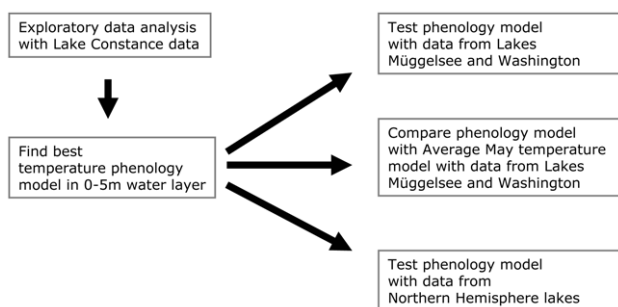 Exploratory data analysis
with Lake Constance data
Find best
temperature phenology
model in 0-5m water layer
Test phenology model
with data from Lakes
Müggelsee and Washington
Compare phenology model
with Average May temperature
model with data from Lakes
Müggelsee and Washington
Test phenology model
with data from
Northern Hemisphere lakes